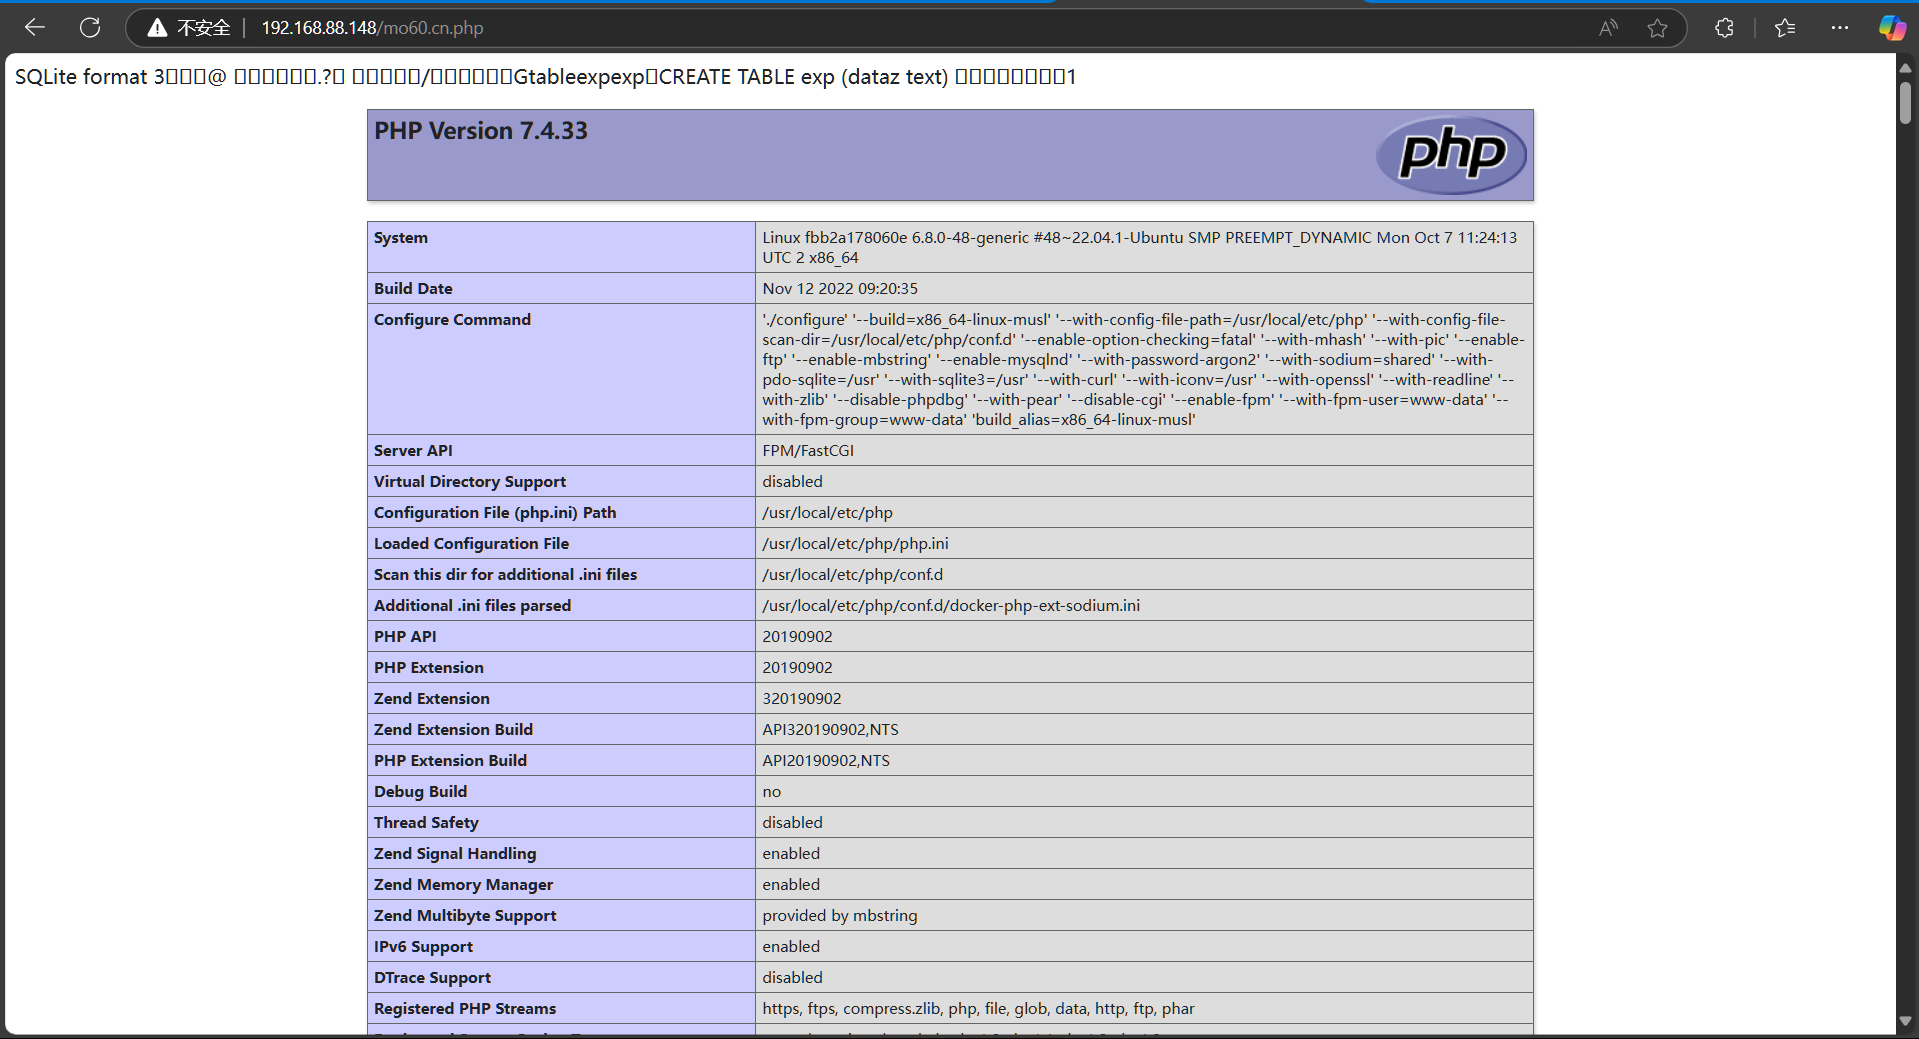 不安全 192.168.88.148/mo60.cn.php
SQLite format 3▯▯▯@ ▯▯▯▯▯▯.?▯ ▯▯▯▯▯/▯▯▯▯▯▯Gtableexpexp▯CREATE TABLE exp (dataz text) ▯▯▯▯▯▯▯▯1
PHP Version 7.4.33
php
System
Linux fbb2a178060e 6.8.0-48-generic #48~22.04.1-Ubuntu SMP PREEMPT_DYNAMIC Mon Oct 7 11:24:13
UTC 2 x86_64
Build Date
Nov 12 2022 09:20:35
Configure Command
'./configure' '--build=x86_64-linux-musl' '--with-config-file-path=/usr/local/etc/php' '--with-config-file-
scan-dir=/usr/local/etc/php/conf.d' '--enable-option-checking=fatal' '--with-mhash' '--with-pic' '--enable-
ftp' '--enable-mbstring' '--enable-mysqlnd' '--with-password-argon2' '--with-sodium=shared' '--with-
pdo-sqlite=/usr' '--with-sqlite3=/usr' '--with-curl' '--with-iconv=/usr' '--with-openssl' '--with-readline' '--
with-zlib' '--disable-phpdbg' '--with-pear' '--disable-cgi' '--enable-fpm' '--with-fpm-user=www-data' '--
with-fpm-group=www-data' 'build_alias=x86_64-linux-musl'
Server API
FPM/FastCGI
Virtual Directory Support
disabled
Configuration File (php.ini) Path
/usr/local/etc/php
Loaded Configuration File
/usr/local/etc/php/php.ini
Scan this dir for additional .ini files
/usr/local/etc/php/conf.d
Additional .ini files parsed
/usr/local/etc/php/conf.d/docker-php-ext-sodium.ini
PHP API
20190902
PHP Extension
20190902
Zend Extension
320190902
Zend Extension Build
API320190902,NTS
PHP Extension Build
API20190902,NTS
Debug Build
no
Thread Safety
disabled
Zend Signal Handling
enabled
Zend Memory Manager
enabled
Zend Multibyte Support
provided by mbstring
IPv6 Support
enabled
DTrace Support
disabled
Registered PHP Streams
https, ftps, compress.zlib, php, file, glob, data, http, ftp, phar